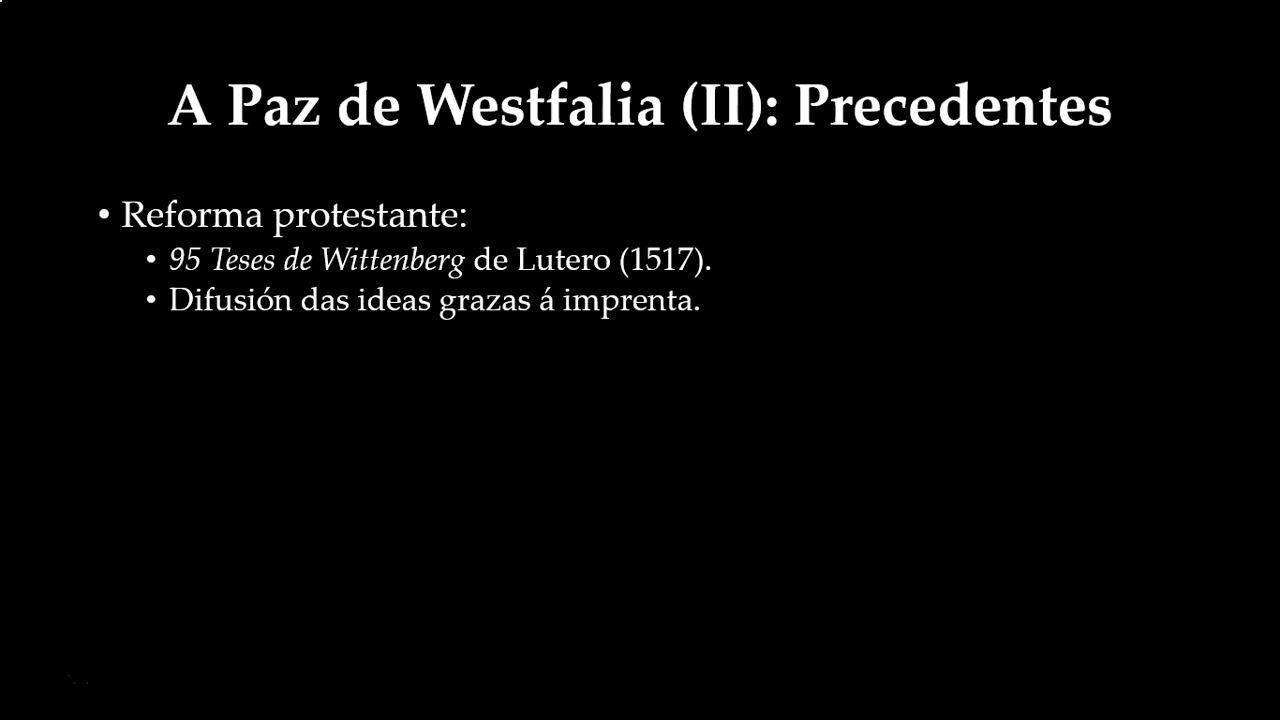 A Paz de Westfalia (II): Precedentes
• Reforma protestante:
• 95 Teses de Wittenberg de Lutero (1517).
• Difusión das ideas grazas á imprenta.